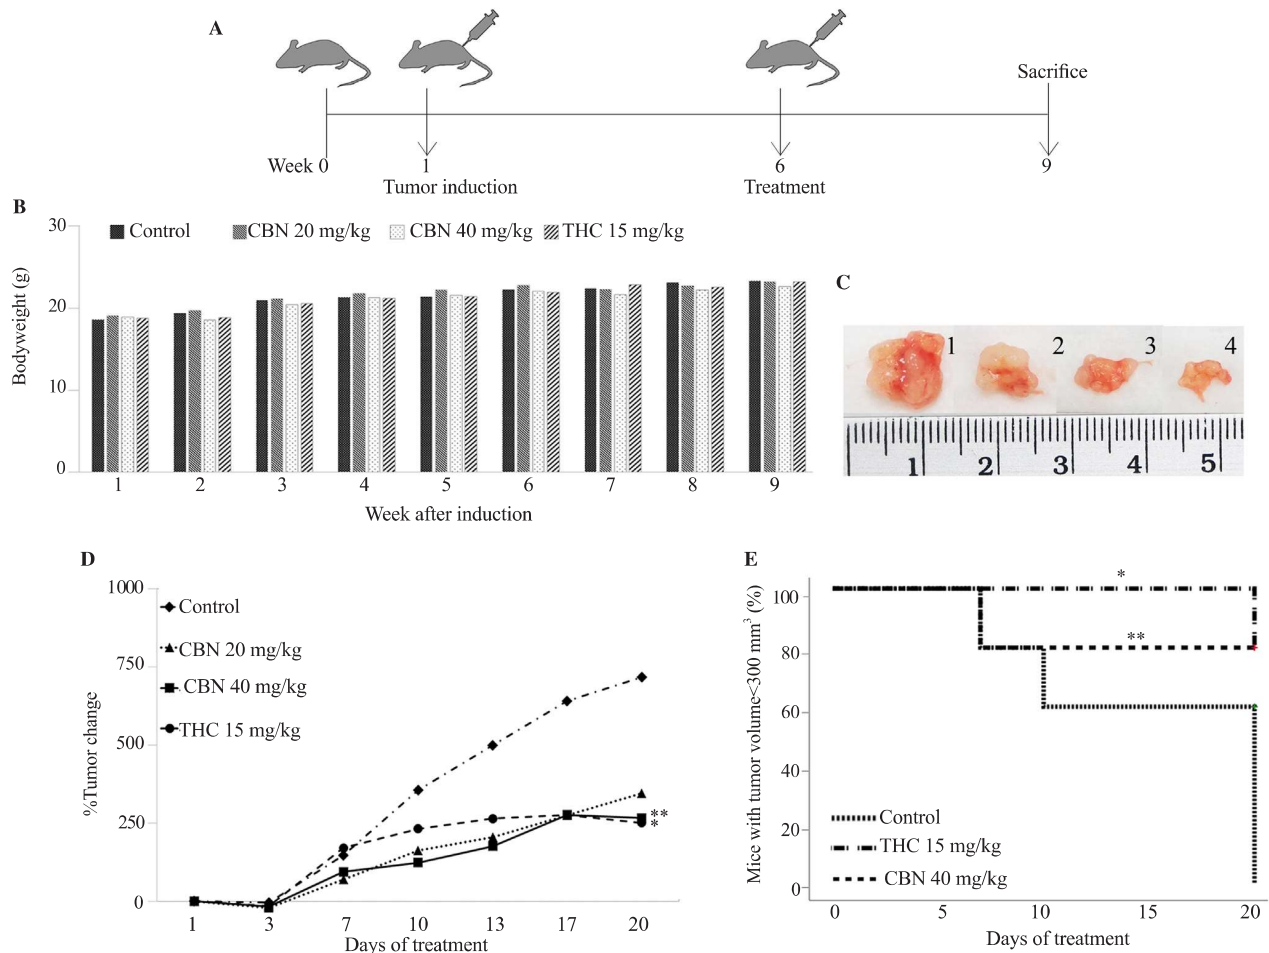 A
Sacrifice
Week 0 1 6 9
Tumor induction Treatment
B
30
Control CBN 20 mg/kg CBN 40 mg/kg THC 15 mg/kg
20
10
0
Bodyweight (g)
1 2 3 4 5 6 7 8 9
Week after induction
C
1 2 3 4
1 2 3 4 5
D
1000
750
500
250
0
%Tumor change
Control
CBN 20 mg/kg
CBN 40 mg/kg
THC 15 mg/kg
**
*
1 3 7 10 13 17 20
Days of treatment
E
*
**
100
80
60
40
20
0
Mice with tumor volume<300 mm³ (%)
Control
THC 15 mg/kg
CBN 40 mg/kg
0 5 10 15 20
Days of treatment